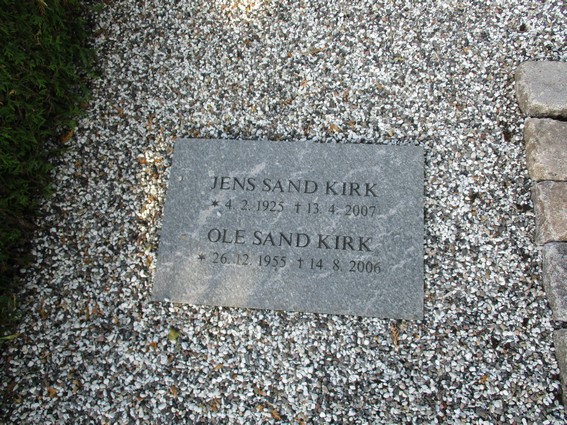 JENS SAND KIRK
* 4. 2. 1925 † 13. 4. 2007
OLE SAND KIRK
* 26. 12. 1955 † 14. 8. 2006